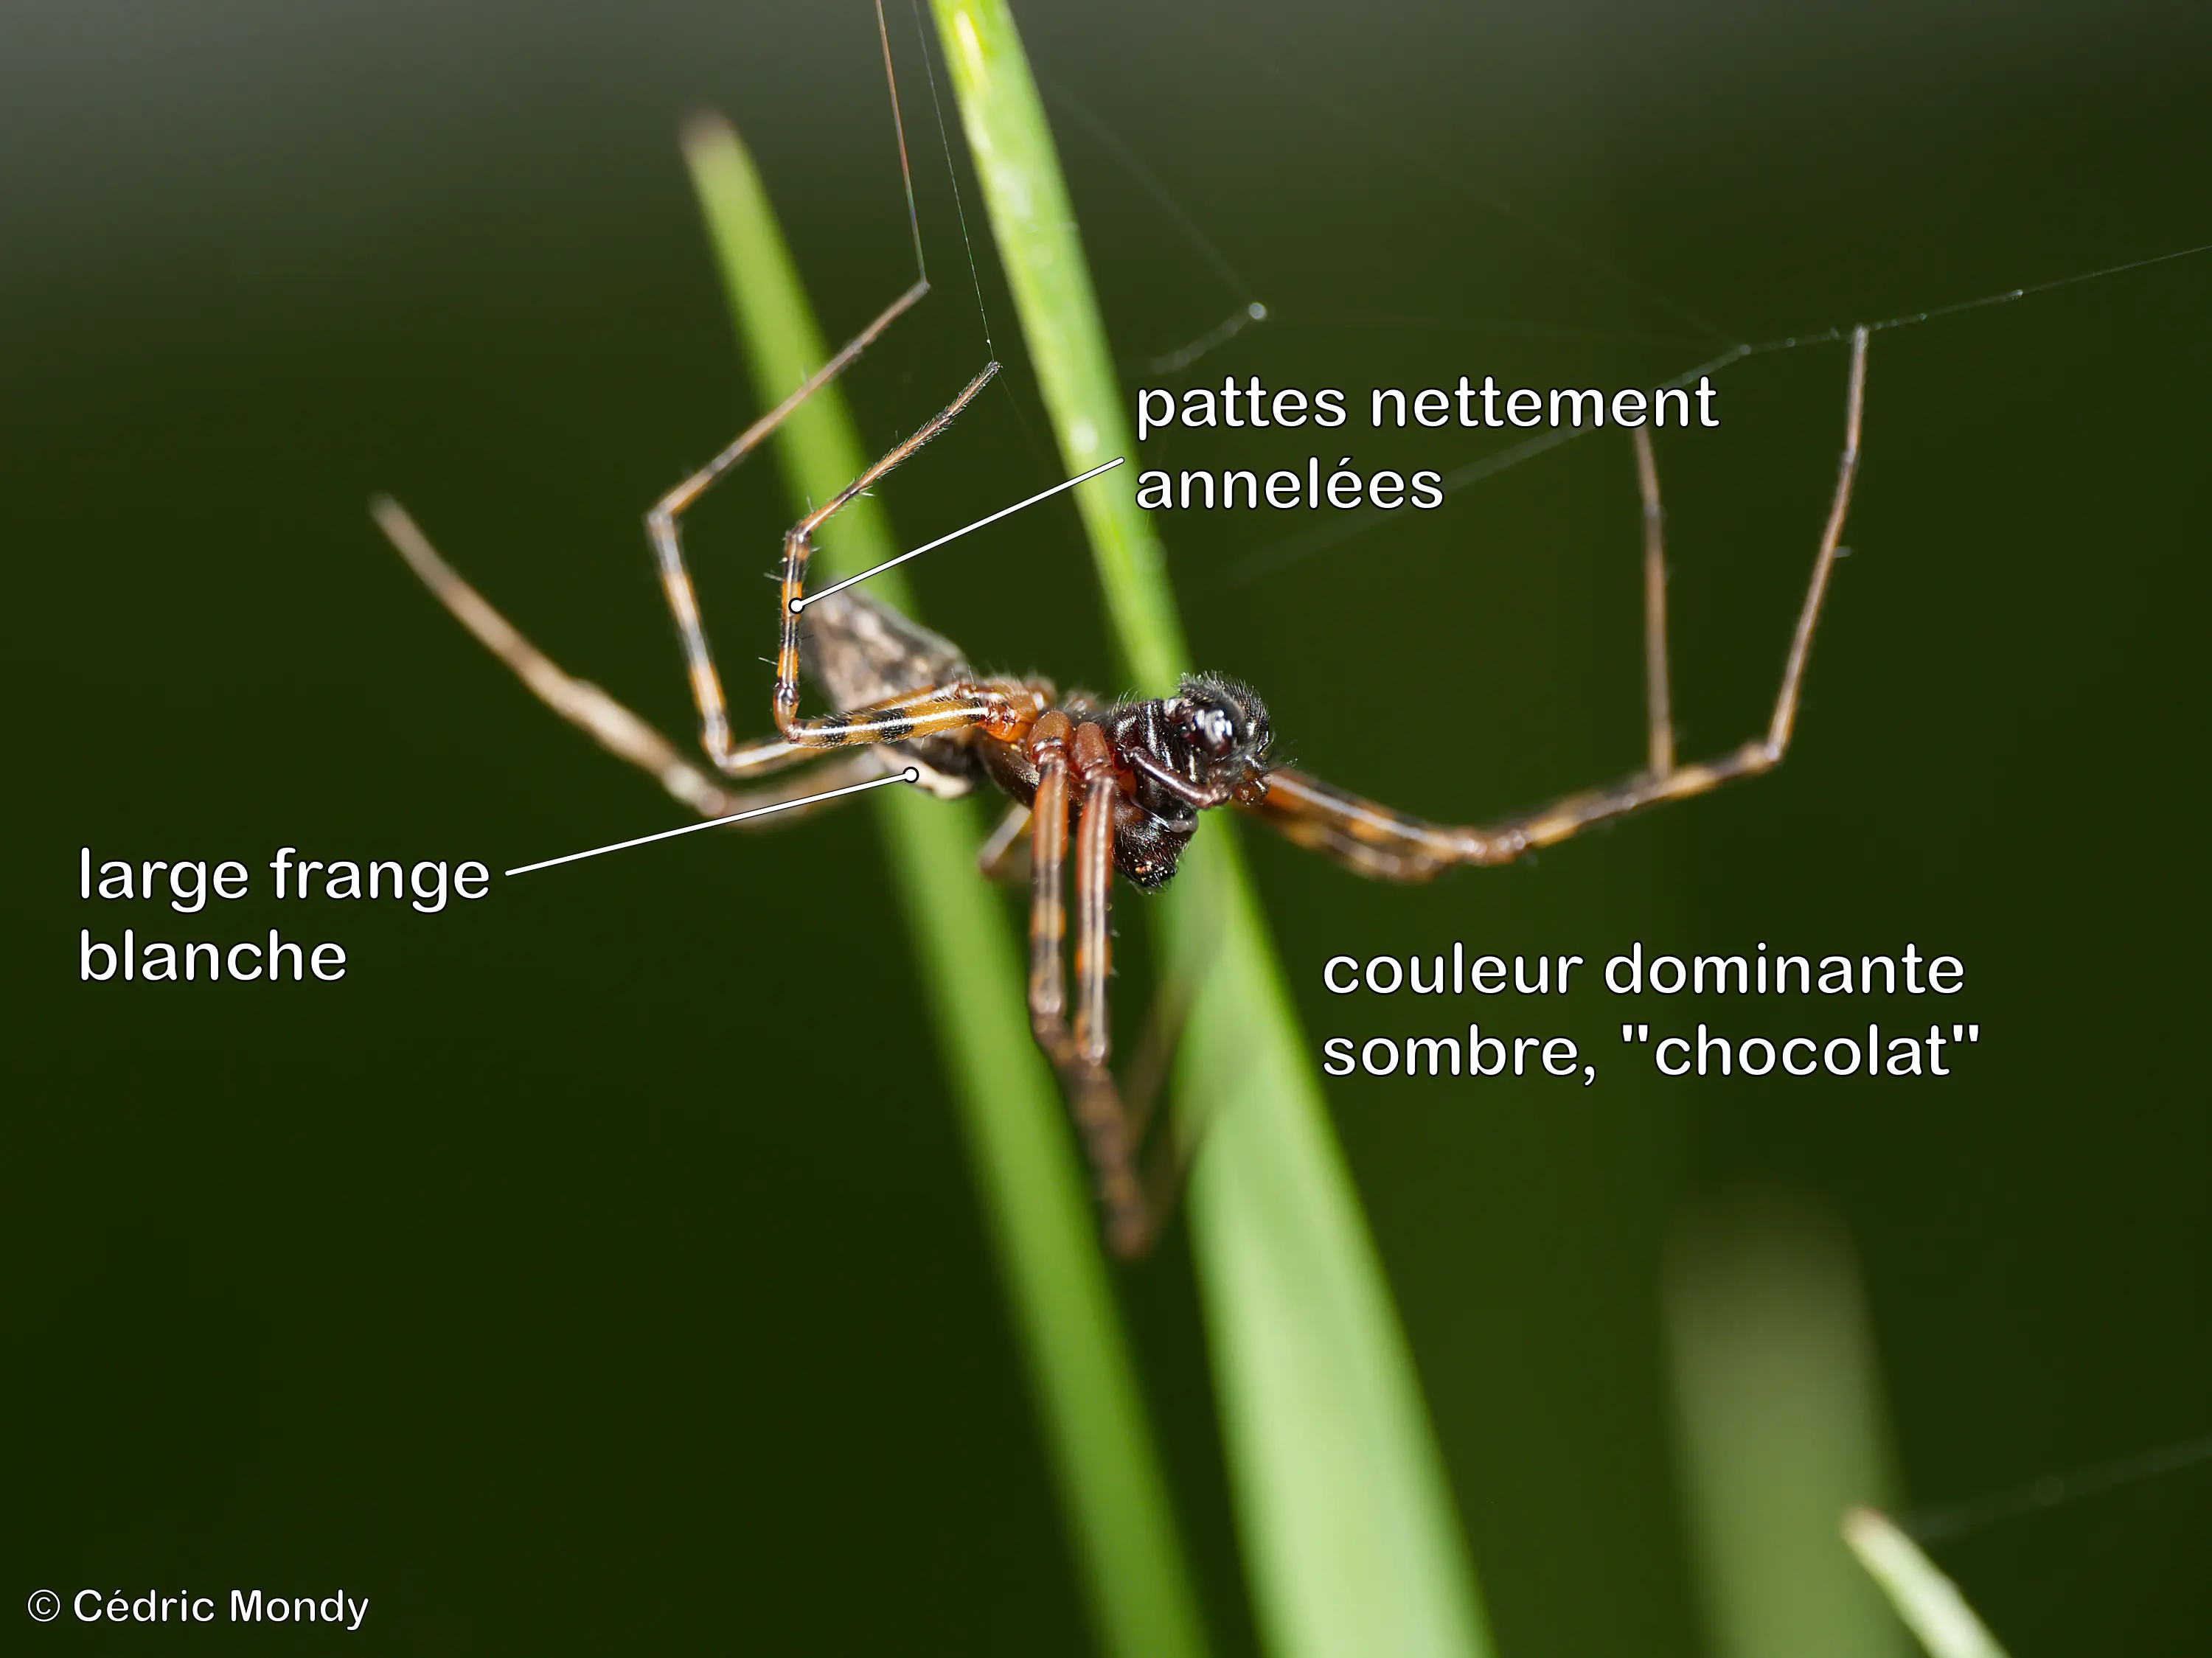 pattes nettement
annelées
large frange
blanche
couleur dominante
sombre, "chocolat"
© Cédric Mondy